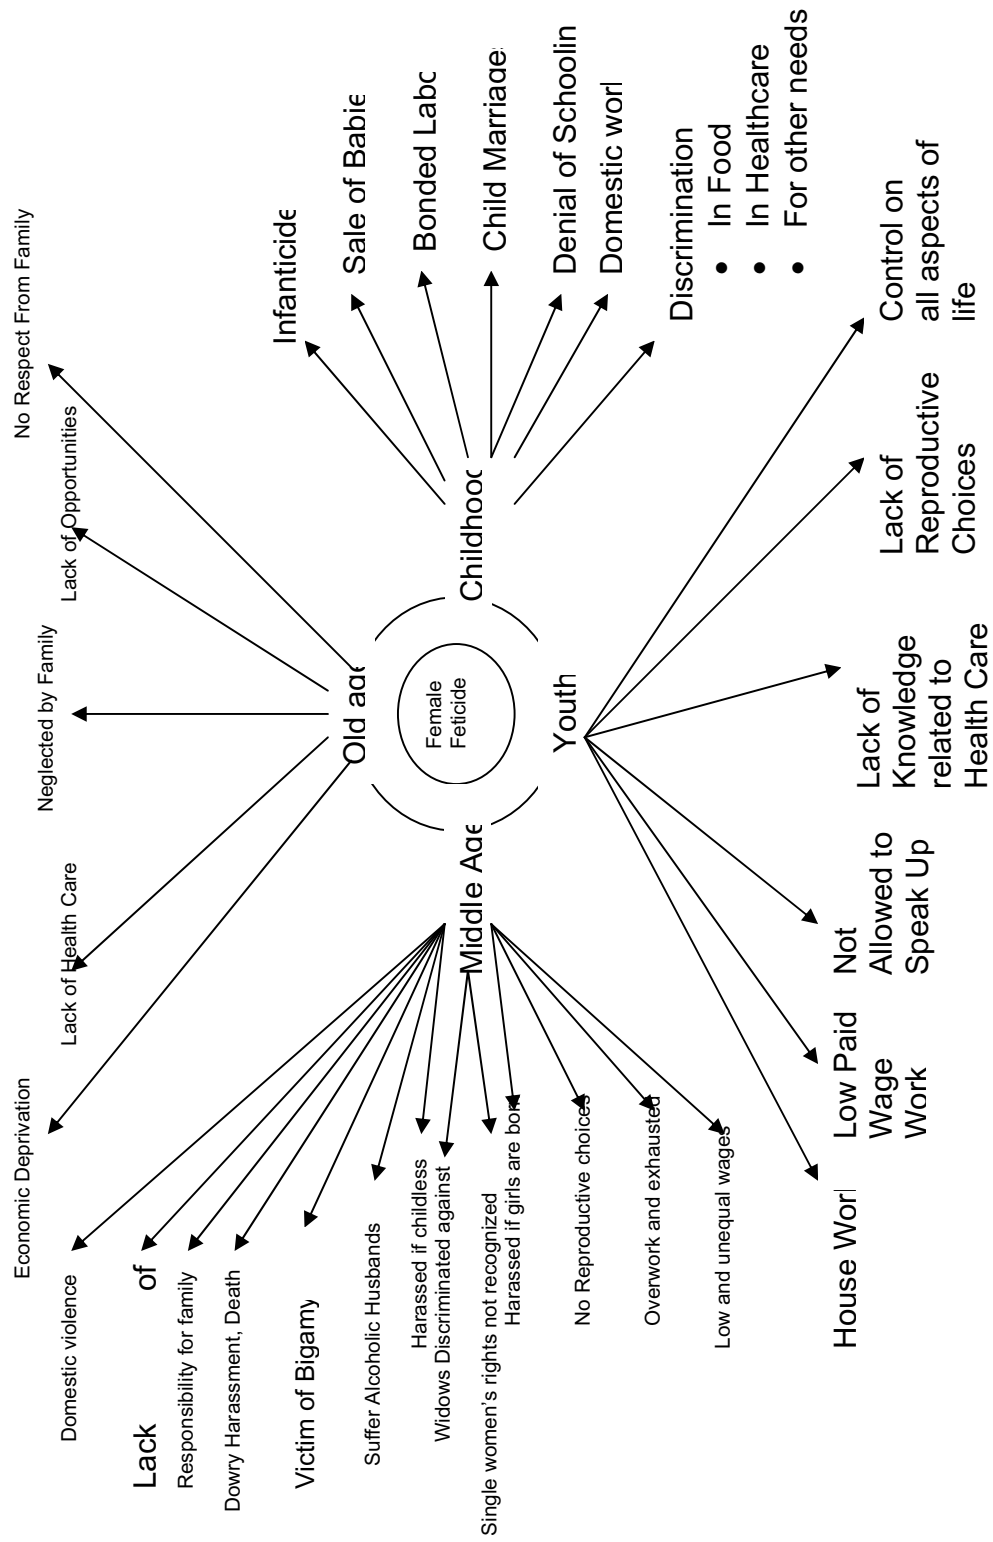 Economic Deprivation
No Respect From Family
Neglected by Family
Lack of Health Care
Lack of Opportunities
Old age
Domestic violence
Lack of
Responsibility for family
Dowry Harassment, Death
Victim of Bigamy
Suffer Alcoholic Husbands
Harassed if childless
Widows Discriminated against
Single women's rights not recognized
Harassed if girls are born
No Reproductive choices
Overwork and exhausted
Low and unequal wages
Middle Age
Female
Feticide
Childhood
Infanticide
Sale of Babie
Bonded Labo
Child Marriage
Denial of Schoolin
Domestic wor
Discrimination
• In Food
• In Healthcare
• For other needs
Youth
House Wor
Low Paid
Wage
Work
Not
Allowed to
Speak Up
Lack of
Knowledge
related to
Health Care
Lack of
Reproductive
Choices
Control on
all aspects of
life